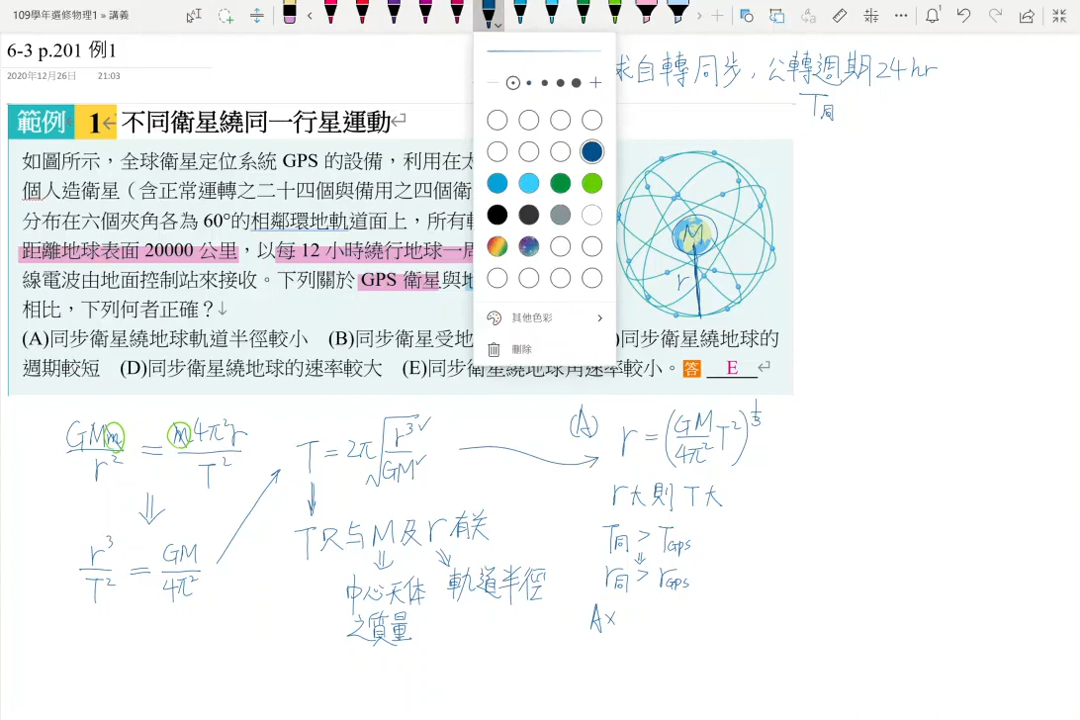 109學年選修物理1 » 講義
6-3 p.201 例1
2020年12月26日 21:03
球自轉同步，公轉週期24hr
T同
範例 1 不同衛星繞同一行星運動
如圖所示，全球衛星定位系統 GPS 的設備，利用在太
個人造衛星（含正常運轉之二十四個與備用之四個衛
分布在六個夾角各為 60°的相鄰環地軌道面上，所有
距離地球表面 20000 公里，以每 12 小時繞行地球一周
線電波由地面控制站來接收。下列關於 GPS 衛星與
相比，下列何者正確？
(A)同步衛星繞地球軌道半徑較小 (B)同步衛星受地 同步衛星繞地球的
週期較短 (D)同步衛星繞地球的速率較大 (E)同步衛星繞地球角速率較小。答 E
M
r
其他色彩
刪除
GMm/r² = m4π²r/T²
T = 2π√(r³/GM)
(A) r = (GM/4π² T²)^⅓
r大則T大
⇓
T只与M及r有关
T同 > TGPS
r³/T² = GM/4π²
⇓
中心天体之質量
軌道半徑
r同 > rGPS
A×